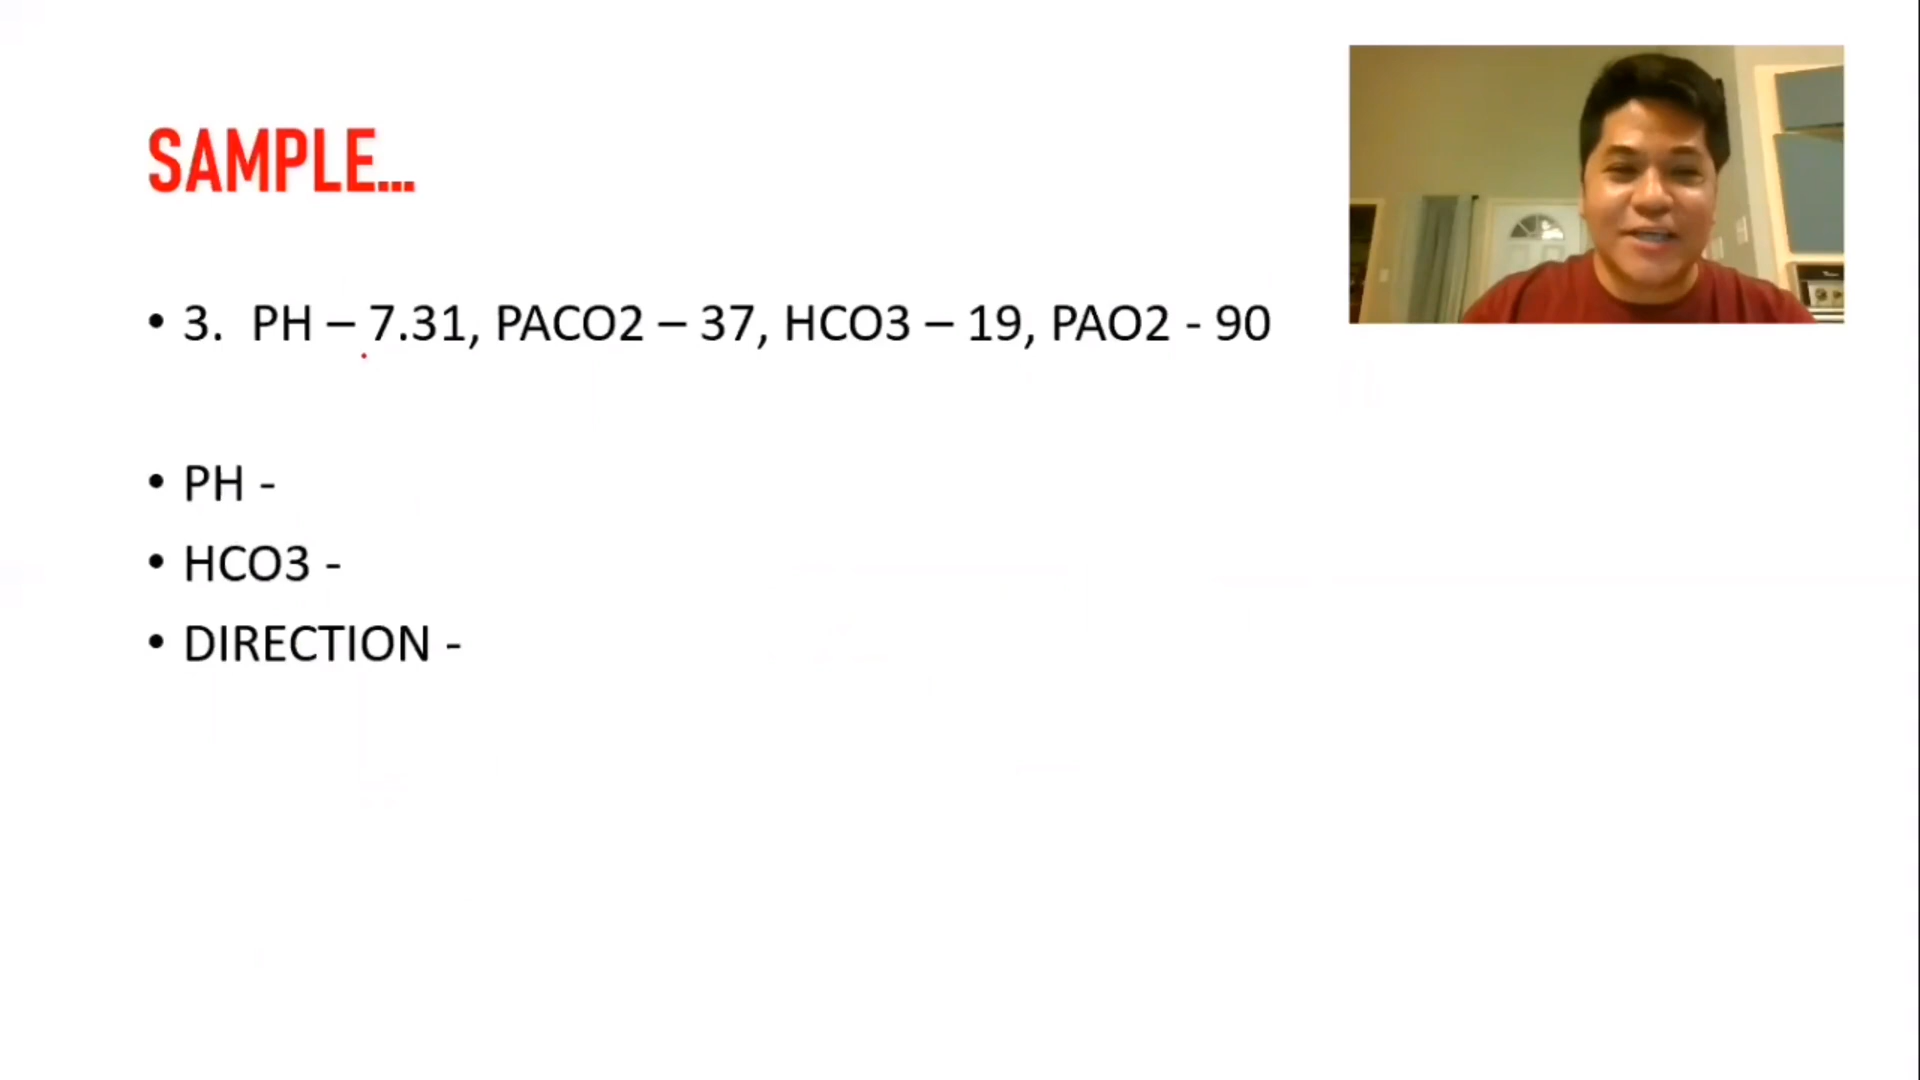 SAMPLE...
• 3. PH – 7.31, PACO2 – 37, HCO3 – 19, PAO2 - 90
• PH -
• HCO3 -
• DIRECTION -